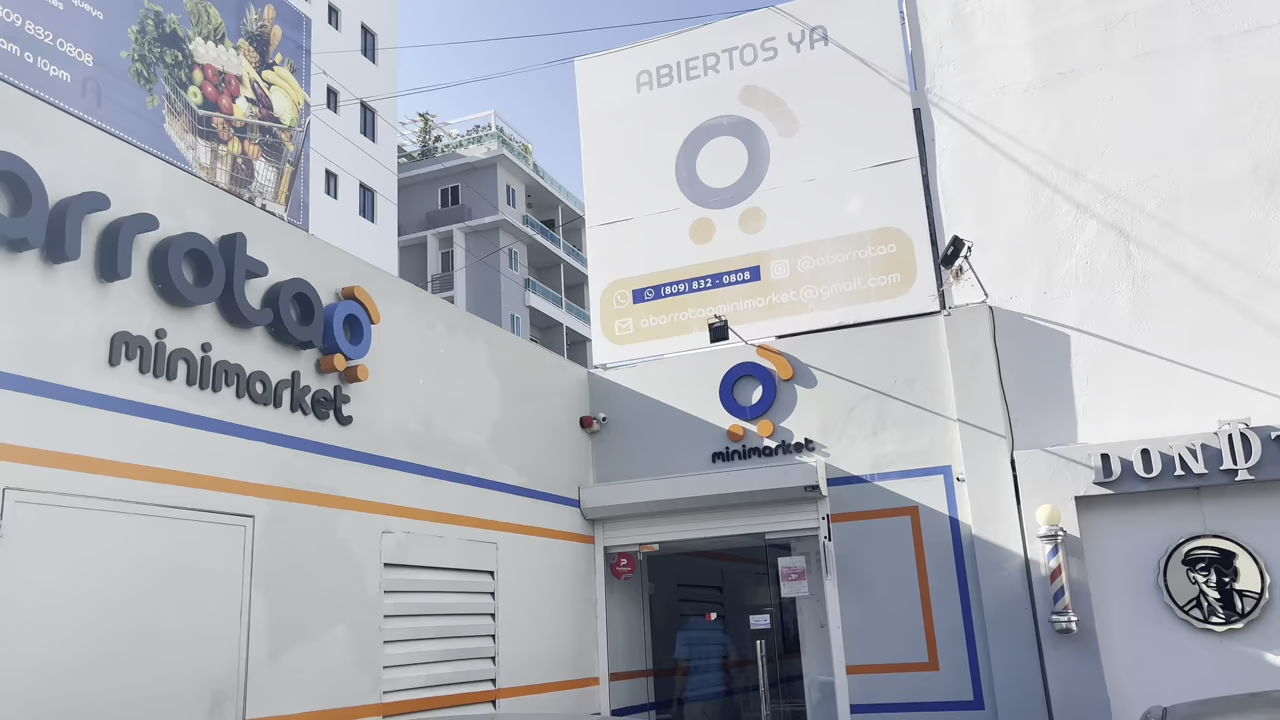 809 832 0808
am a 10pm
arrotao
minimarket
ABIERTOS YA
(809) 832 - 0808
@abarrotao
abarrotaominimarket@gmail.com
minimarket
DON